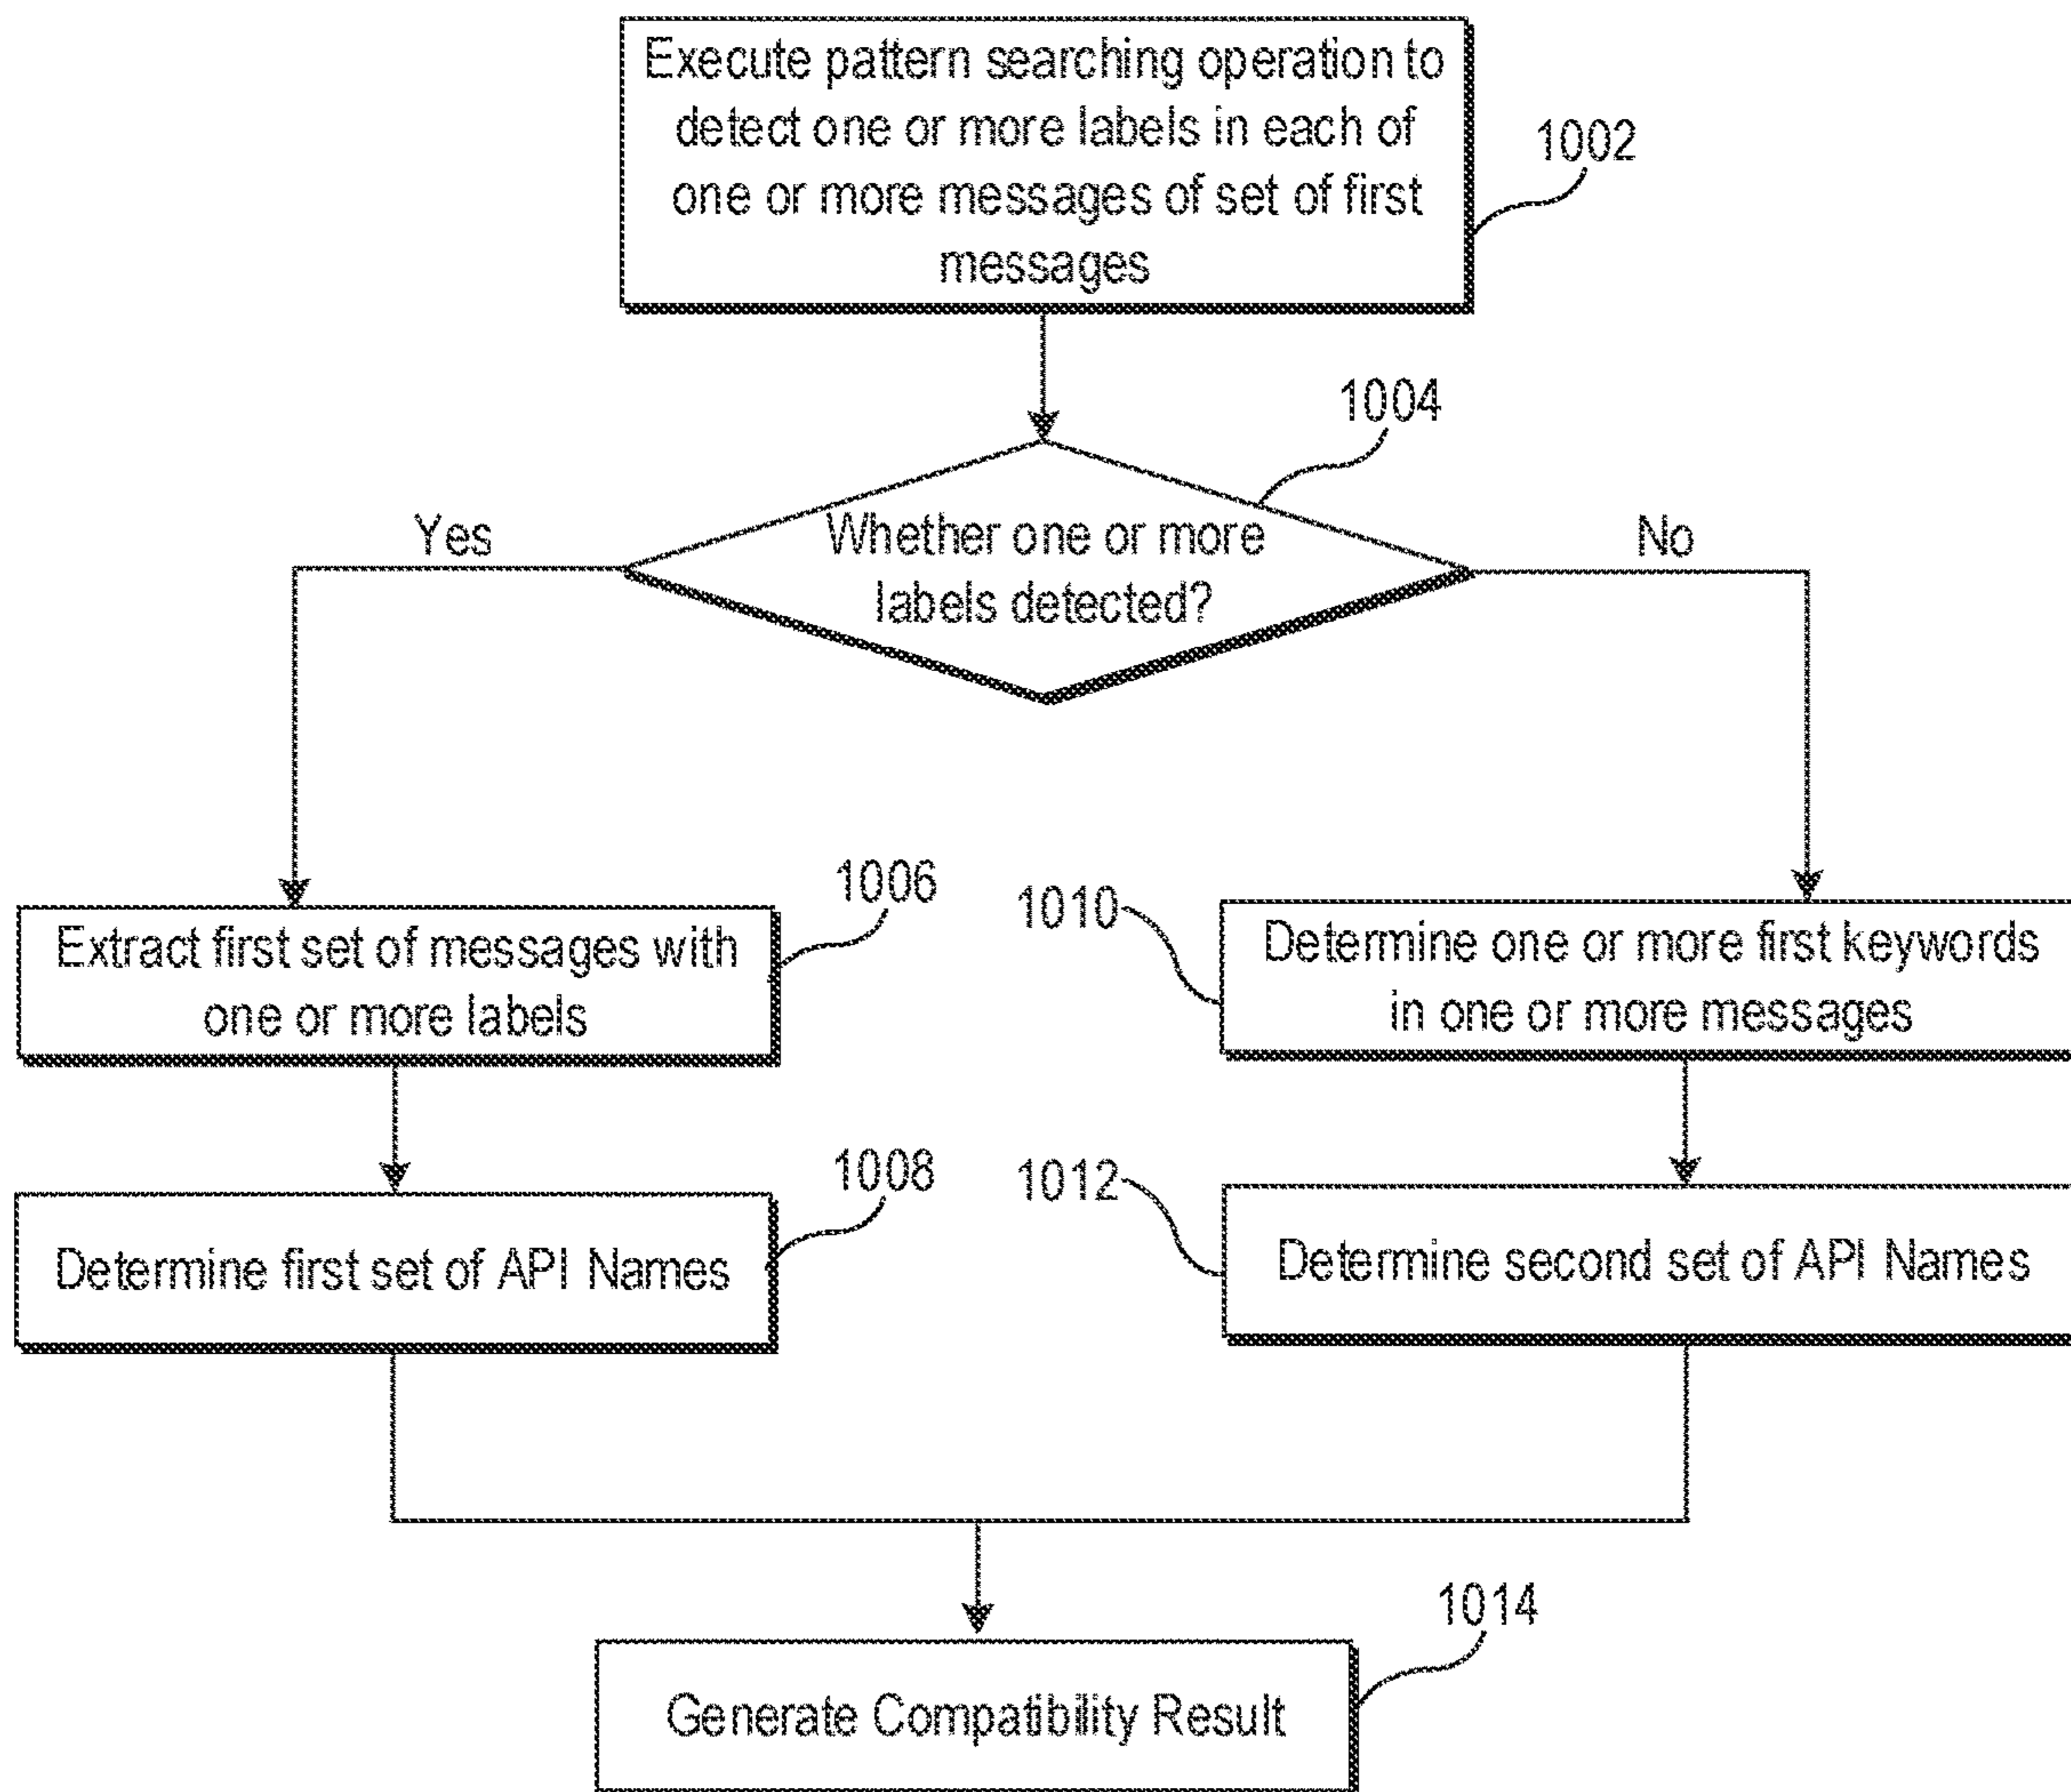 Execute pattern searching operation to
detect one or more labels in each of
one or more messages of set of first
messages
1002
1004
Yes
Whether one or more
labels detected?
No
1006
Extract first set of messages with
one or more labels
1010
Determine one or more first keywords
in one or more messages
1008
Determine first set of API Names
1012
Determine second set of API Names
1014
Generate Compatibility Result